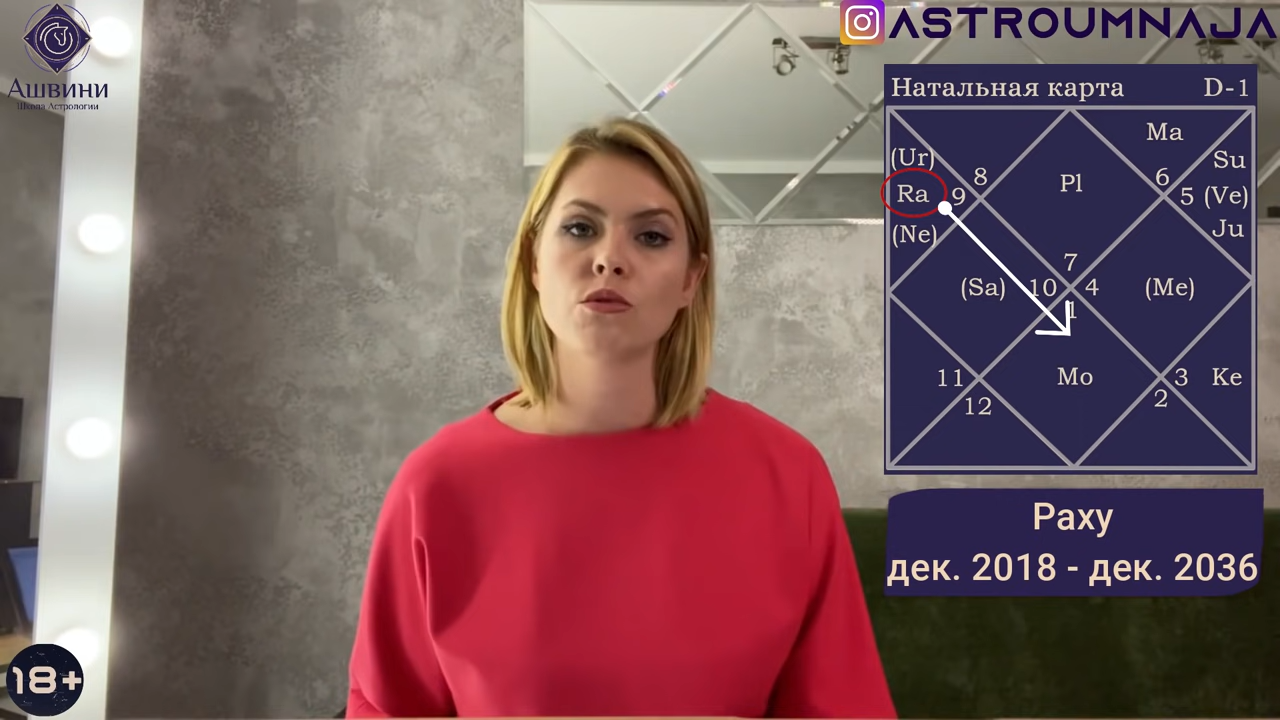 Ашвини
Школа Астрологии
ASTROUMNAJA
Натальная карта D-1
Ma
(Ur) Su
8 Pl 6
Ra 9 5 (Ve)
(Ne) Ju
7
(Sa) 10 4 (Me)
1
11 Mo 3 Ke
12 2
Раху
дек. 2018 - дек. 2036
18+